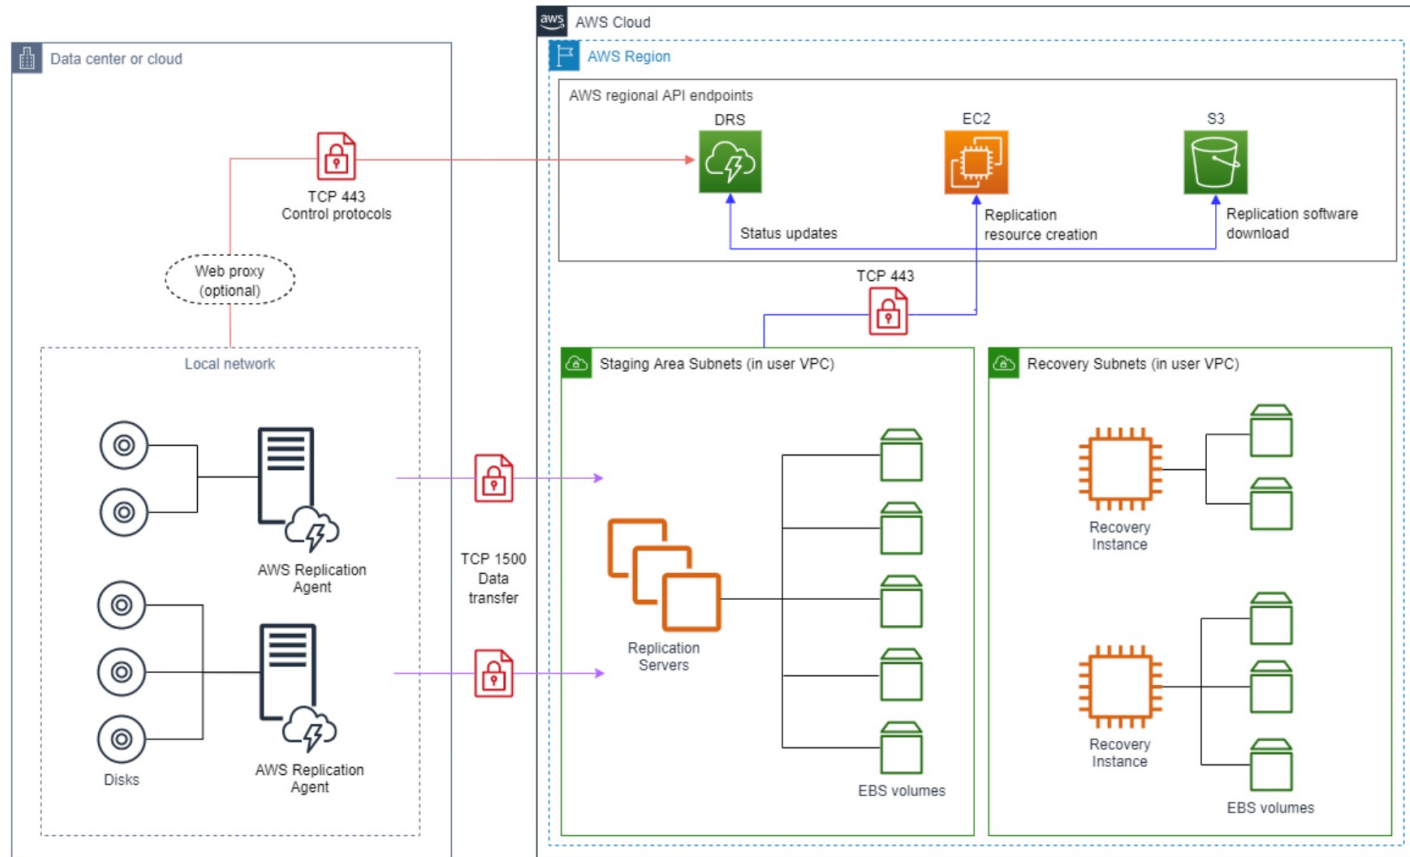 aws
AWS Cloud
Data center or cloud
AWS Region
AWS regional API endpoints
DRS
EC2
S3
TCP 443
Control protocols
Status updates
Replication
resource creation
Replication software
download
Web proxy
(optional)
TCP 443
Local network
Staging Area Subnets (in user VPC)
Recovery Subnets (in user VPC)
AWS Replication
Agent
TCP 1500
Data
transfer
Recovery
Instance
Replication
Servers
AWS Replication
Agent
Disks
EBS volumes
Recovery
Instance
EBS volumes